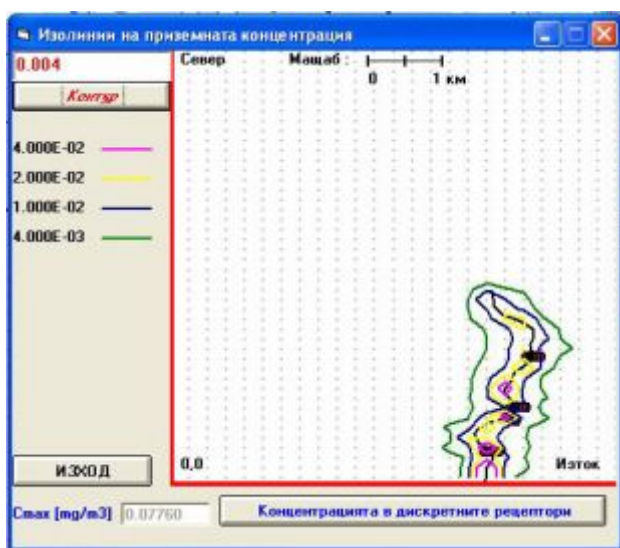 Изолинии на приземната концентрация
0.004
Контур
4.000E-02
2.000E-02
1.000E-02
4.000E-03
Север
Машаб :
0 1 км
0,0
Изток
ИЗХОД
Cmax [mg/m3] 0.07760
Концентрацията в дискретните рецептори